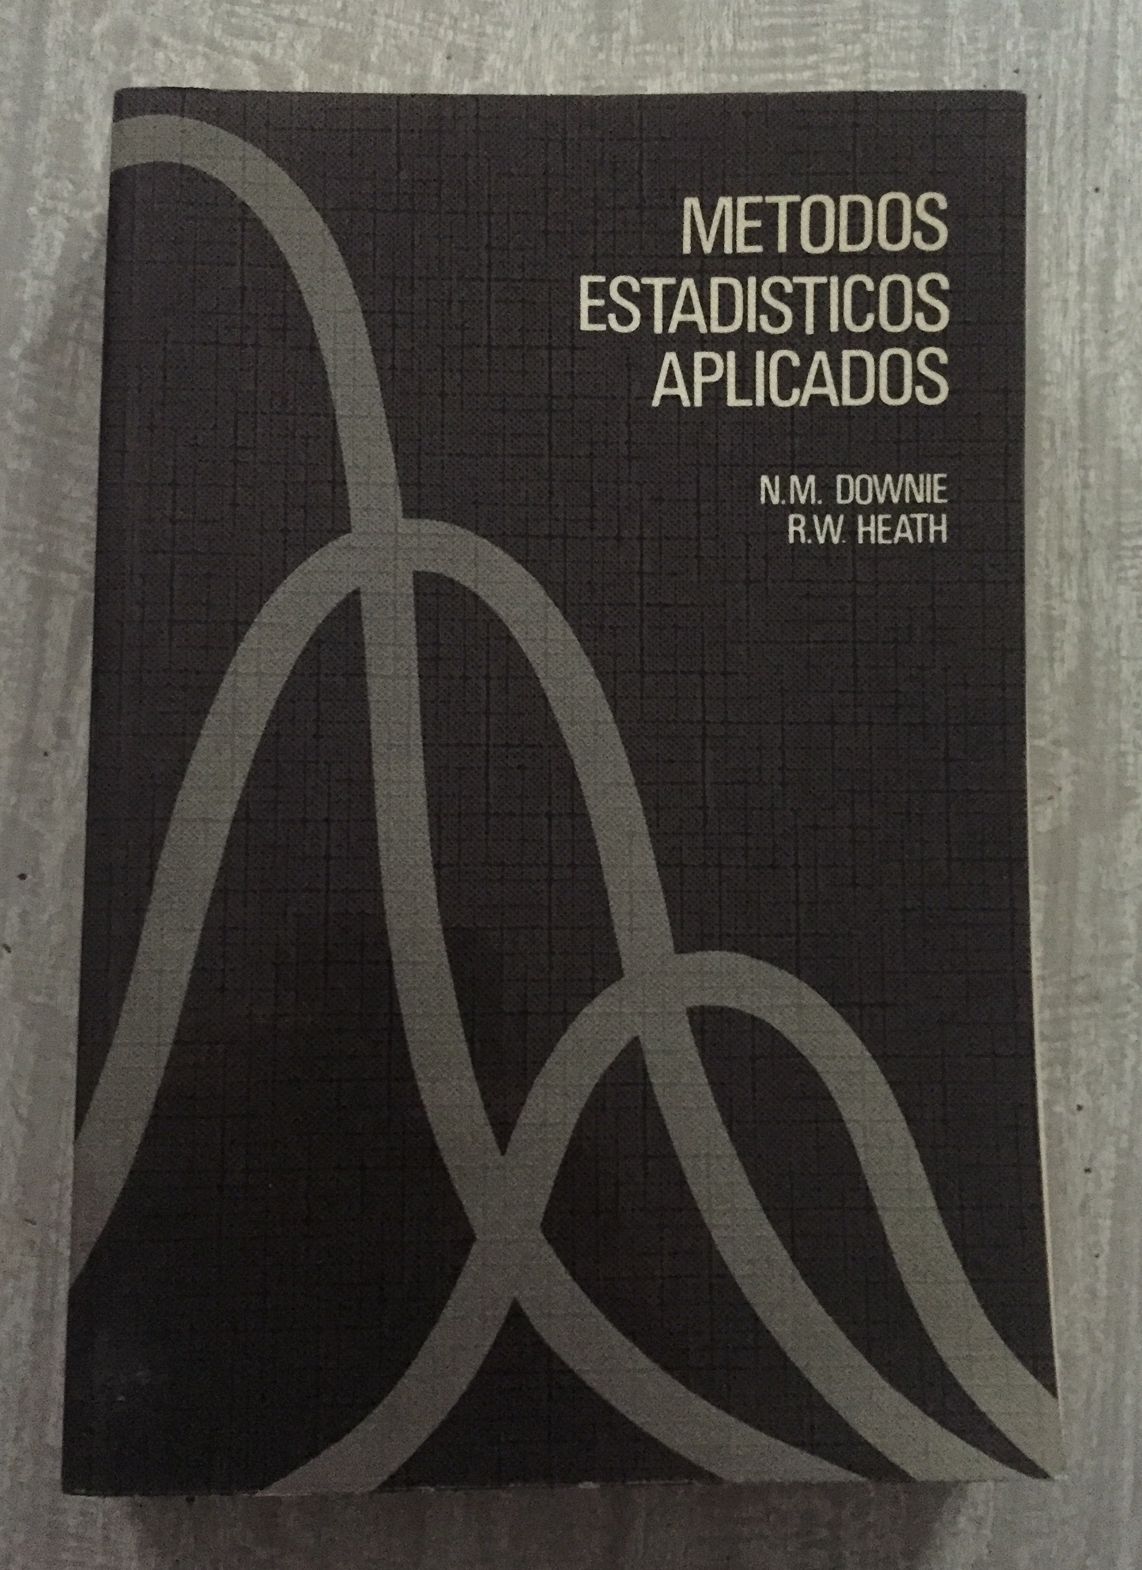 METODOS
ESTADISTICOS
APLICADOS
N.M. DOWNIE
R.W. HEATH